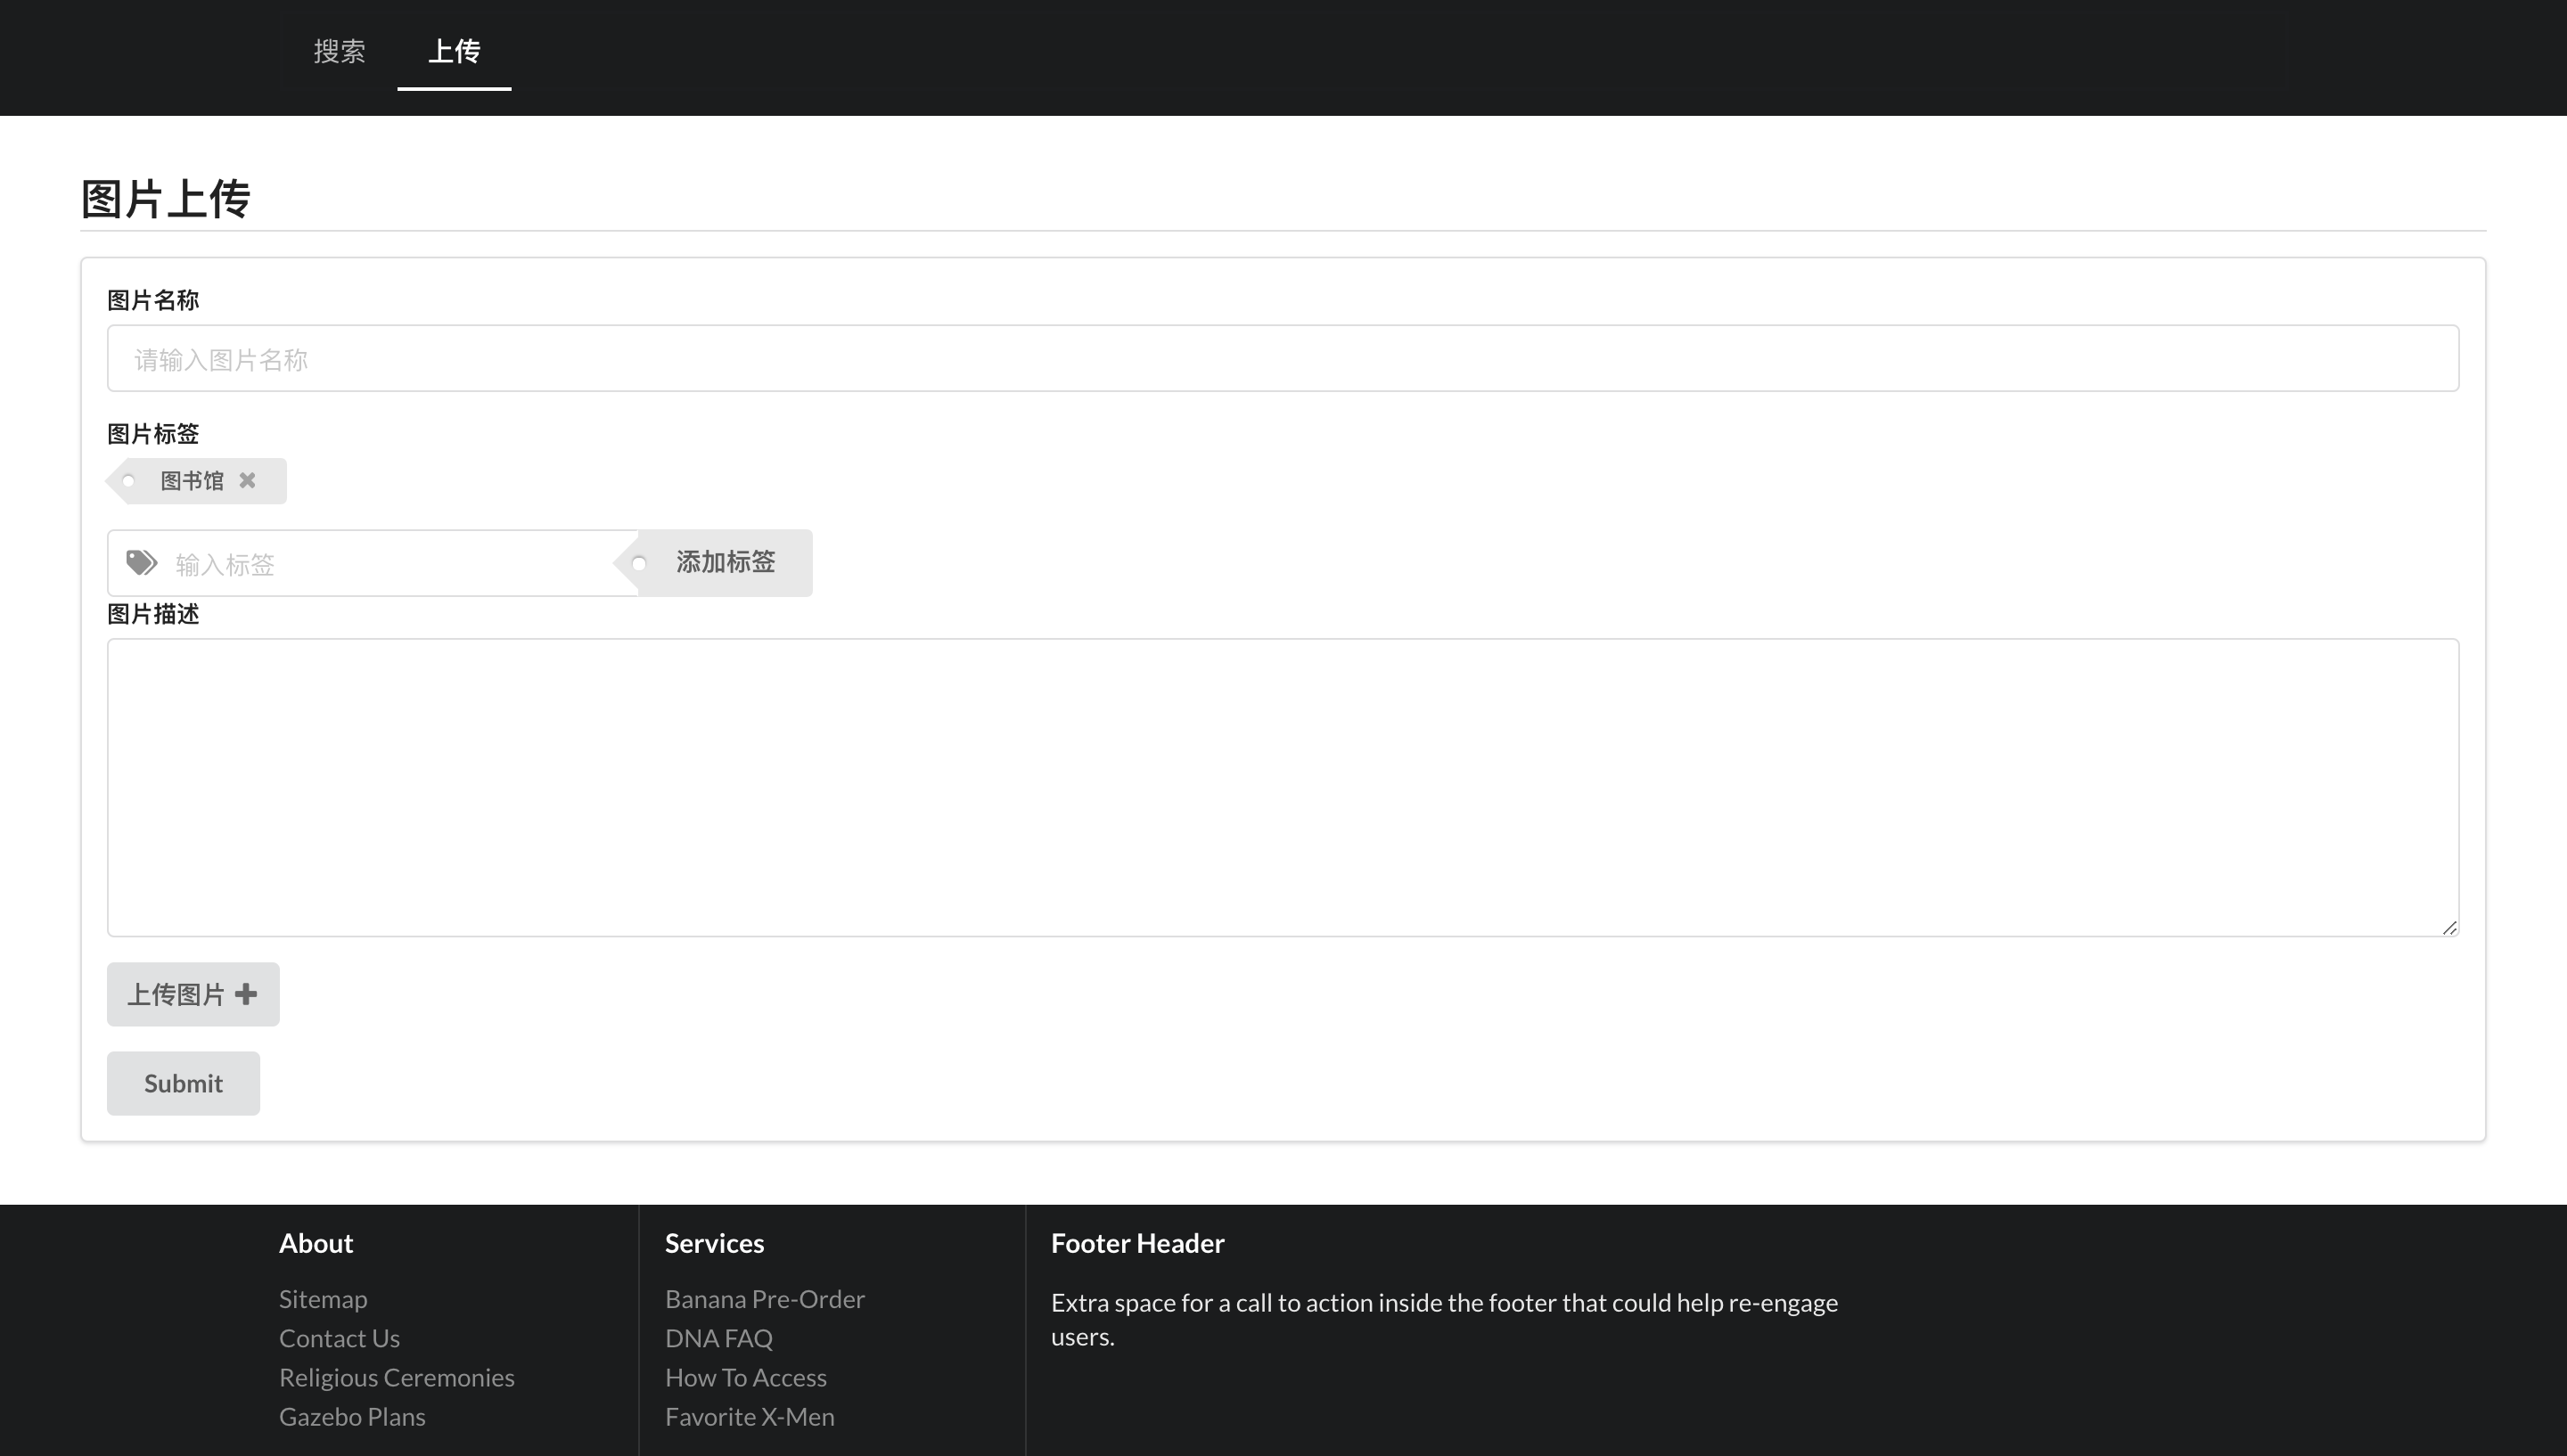 搜索 上传
图片上传
图片名称
请输入图片名称
图片标签
图书馆
输入标签 添加标签
图片描述
上传图片
Submit
About
Sitemap
Contact Us
Religious Ceremonies
Gazebo Plans
Services
Banana Pre-Order
DNA FAQ
How To Access
Favorite X-Men
Footer Header
Extra space for a call to action inside the footer that could help re-engage
users.